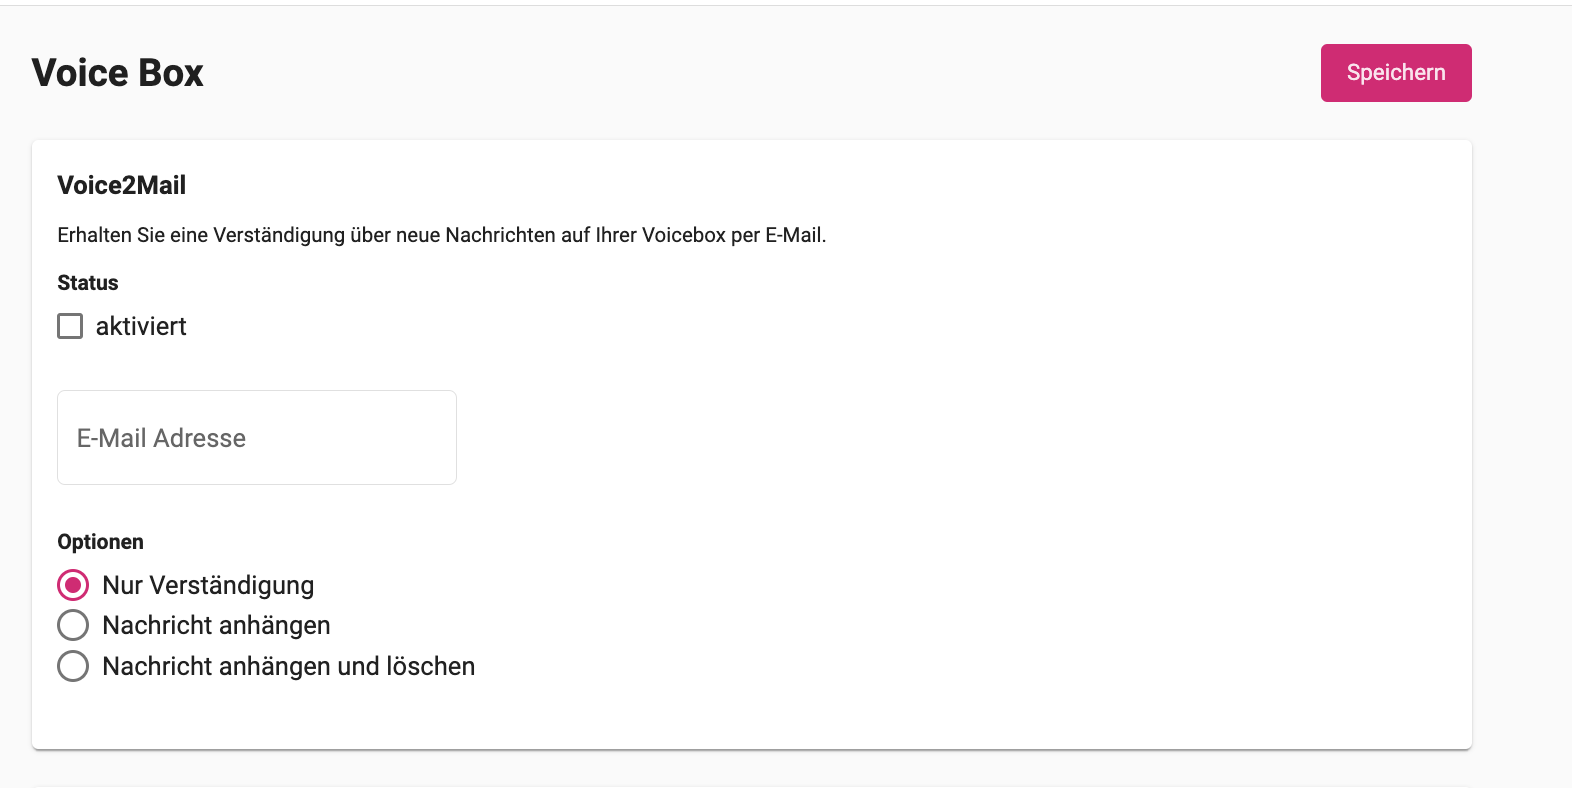 Voice Box
Speichern
Voice2Mail
Erhalten Sie eine Verständigung über neue Nachrichten auf Ihrer Voicebox per E-Mail.
Status
aktiviert
E-Mail Adresse
Optionen
Nur Verständigung
Nachricht anhängen
Nachricht anhängen und löschen